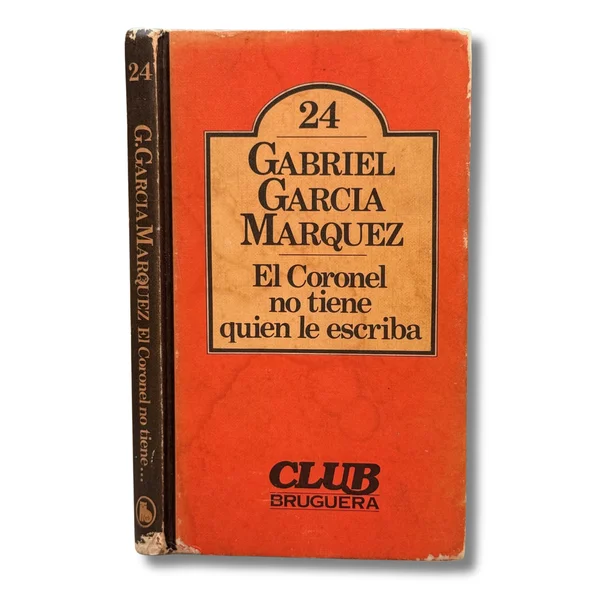 24
G. GARCIA MARQUEZ El Coronel no tiene...
24
GABRIEL
GARCIA
MARQUEZ
El Coronel
no tiene
quien le escriba
CLUB
BRUGUERA